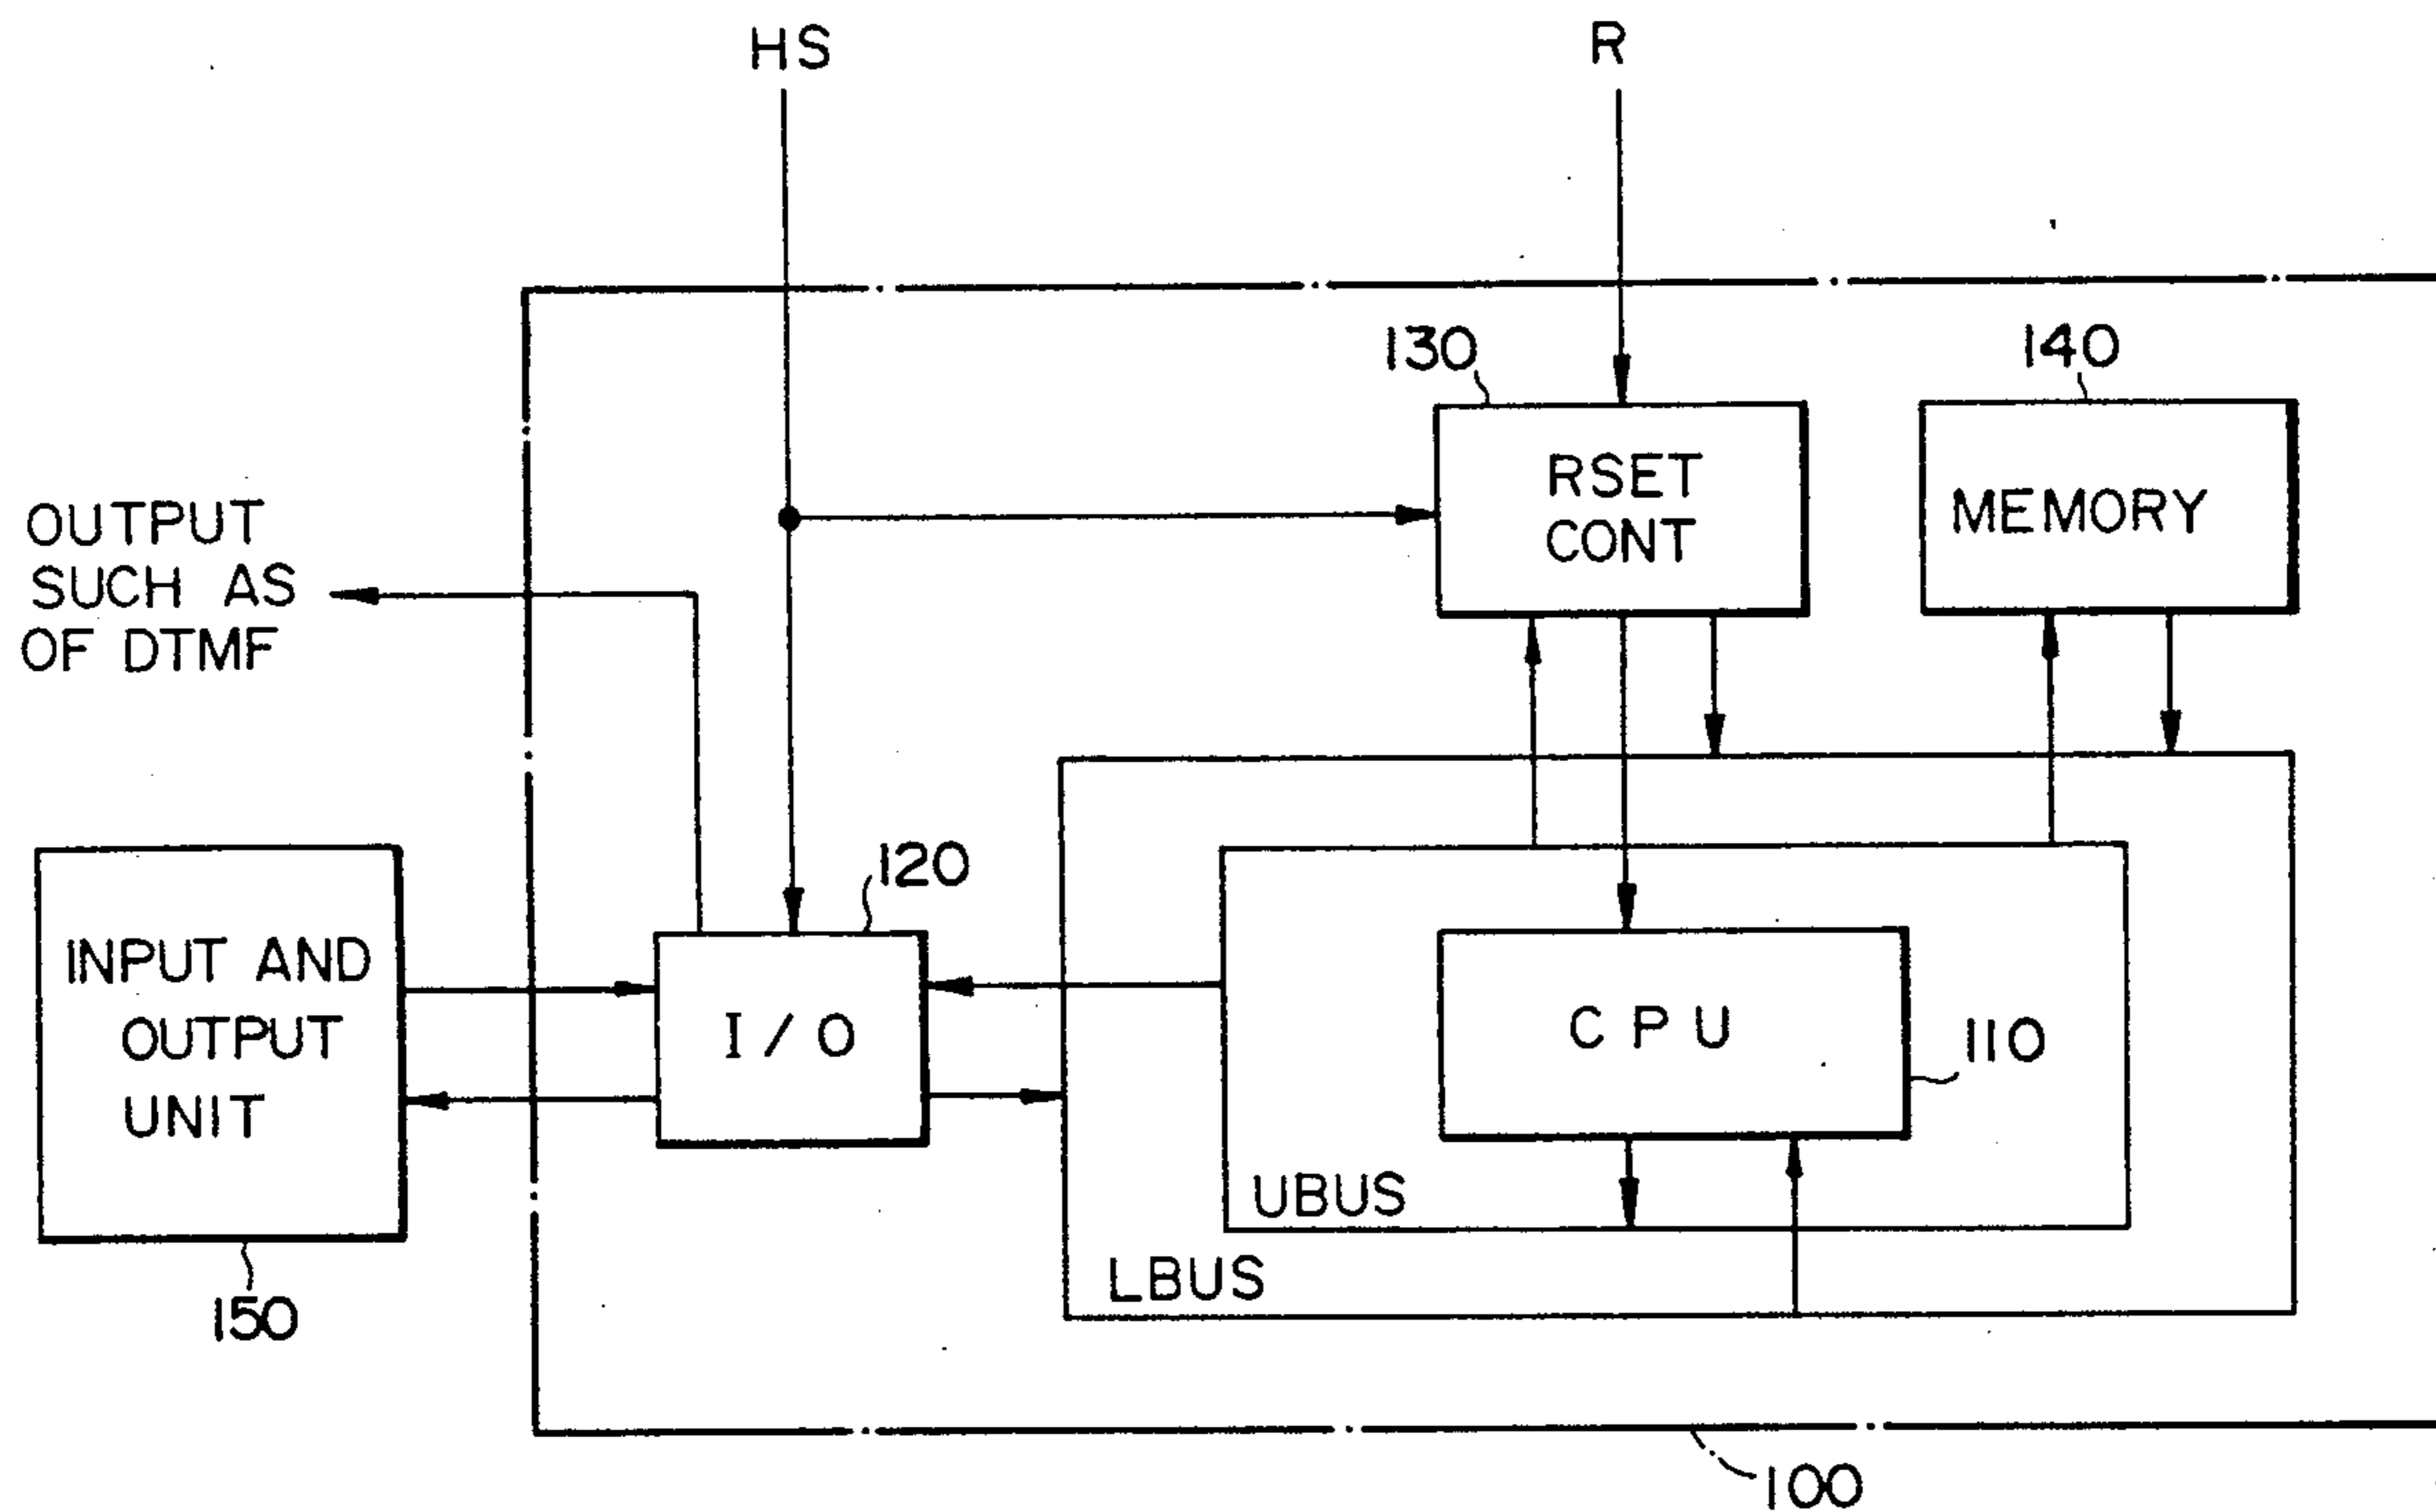 HS
R
130
140
RSET
CONT
MEMORY
OUTPUT
SUCH AS
OF DTMF
120
INPUT AND
OUTPUT
UNIT
I/O
CPU
110
UBUS
LBUS
150
100